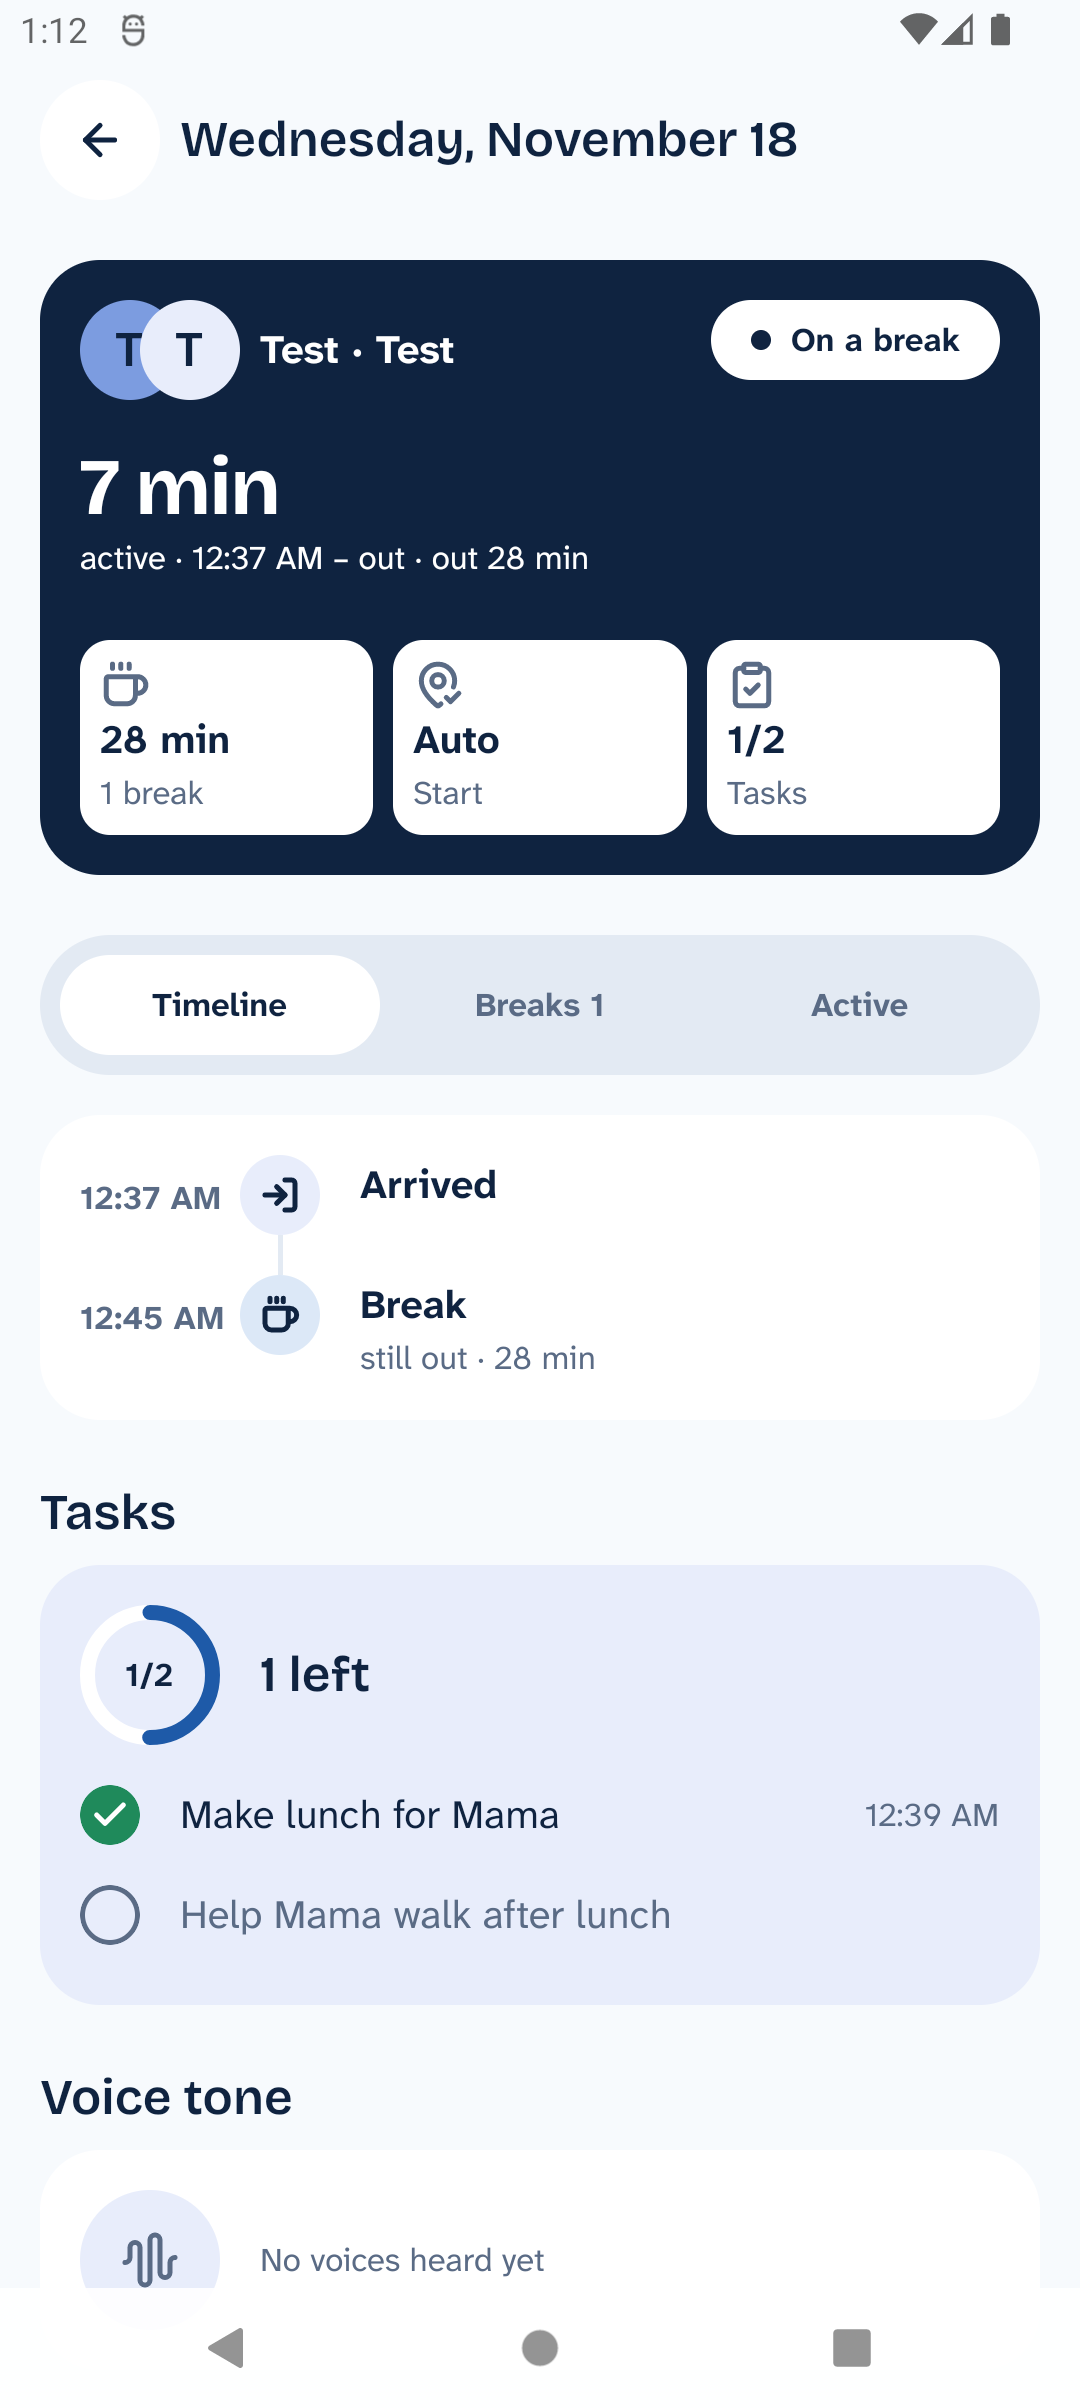 1:12
Wednesday, November 18
T T Test · Test
On a break
7 min
active · 12:37 AM – out · out 28 min
28 min
1 break
Auto
Start
1/2
Tasks
Timeline
Breaks 1
Active
12:37 AM
Arrived
12:45 AM
Break
still out · 28 min
Tasks
1/2
1 left
Make lunch for Mama
12:39 AM
Help Mama walk after lunch
Voice tone
No voices heard yet